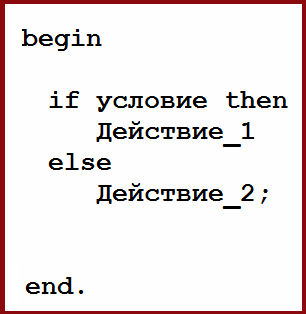 begin
if условие then
Действие_1
else
Действие_2;
end.